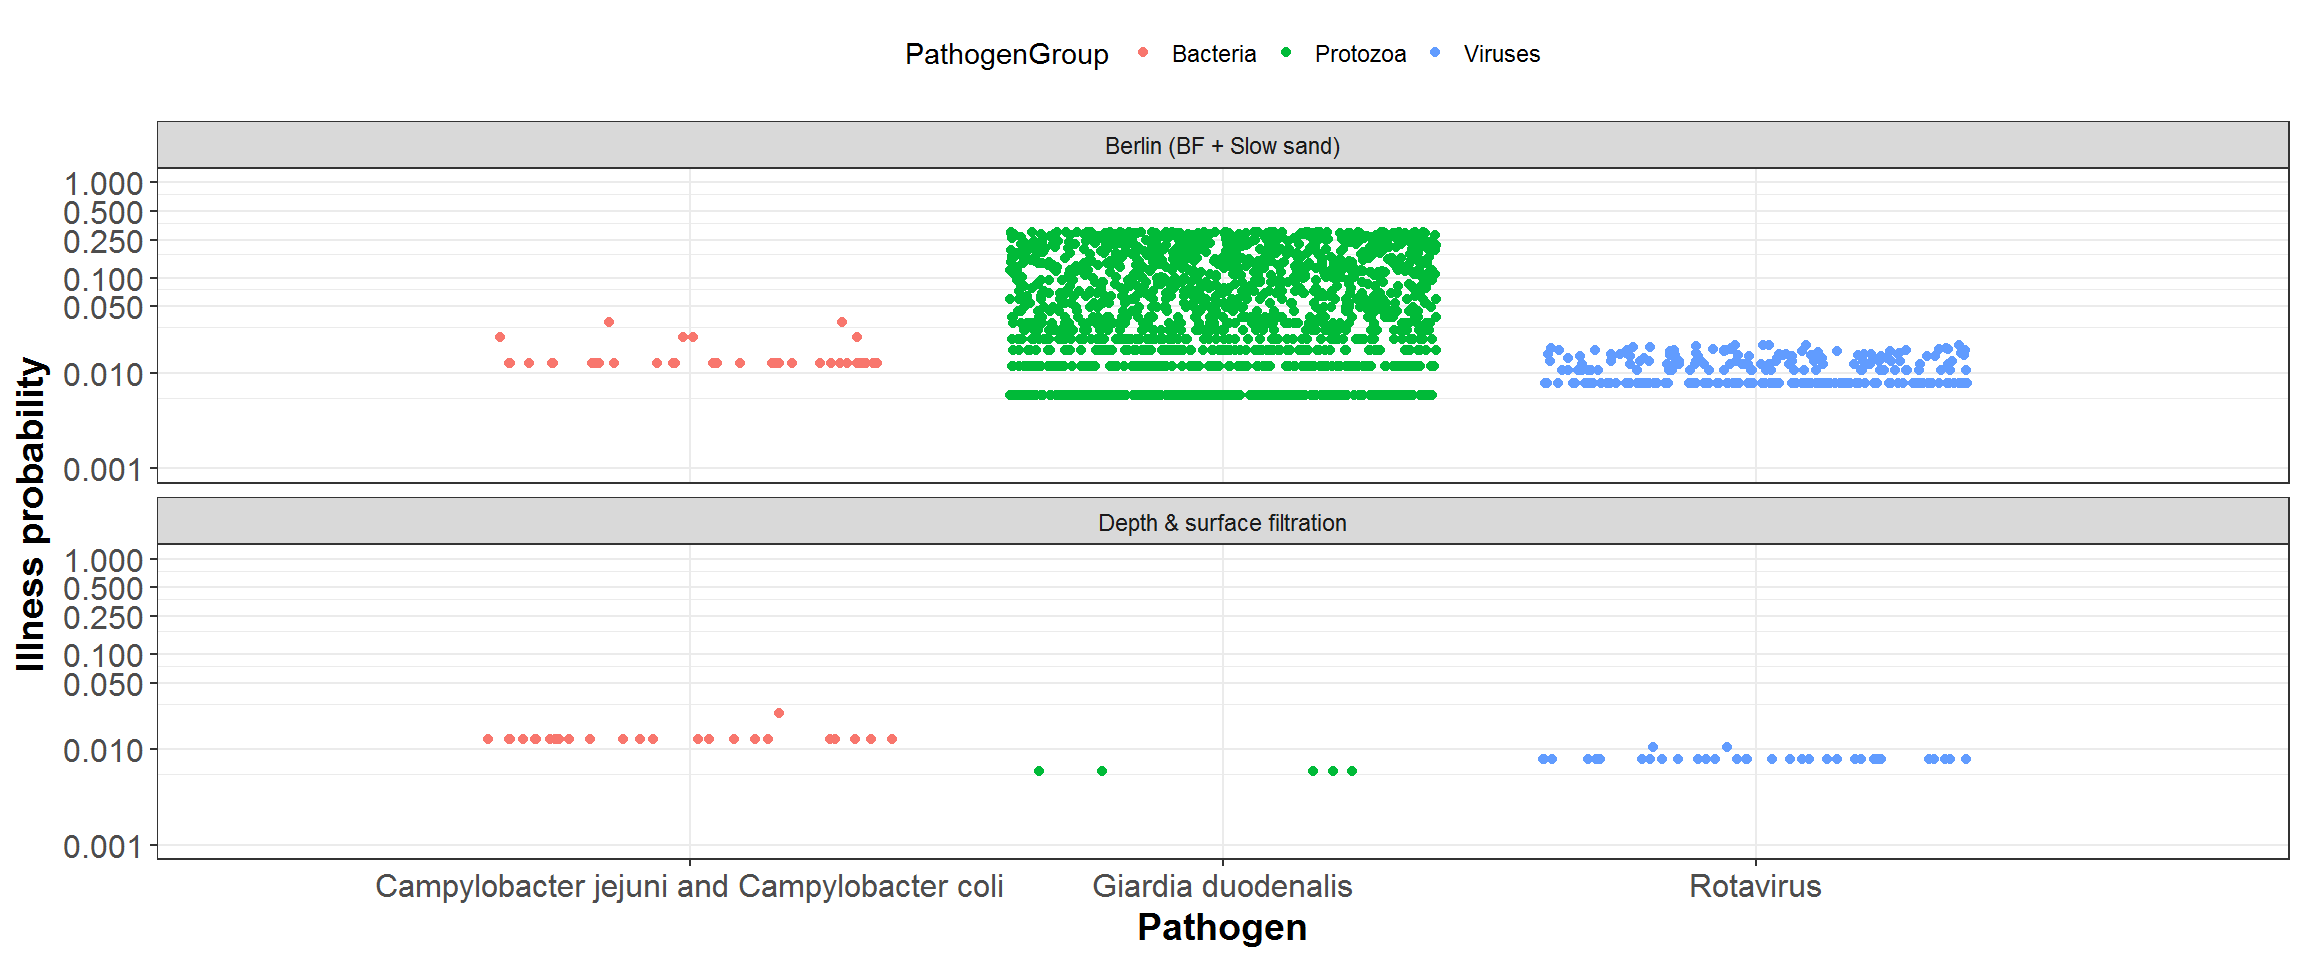 PathogenGroup Bacteria Protozoa Viruses
Berlin (BF + Slow sand)
1.000
0.500
0.250
0.100
0.050
0.010
0.001
Illness probability
Depth & surface filtration
1.000
0.500
0.250
0.100
0.050
0.010
0.001
Campylobacter jejuni and Campylobacter coli Giardia duodenalis Rotavirus
Pathogen